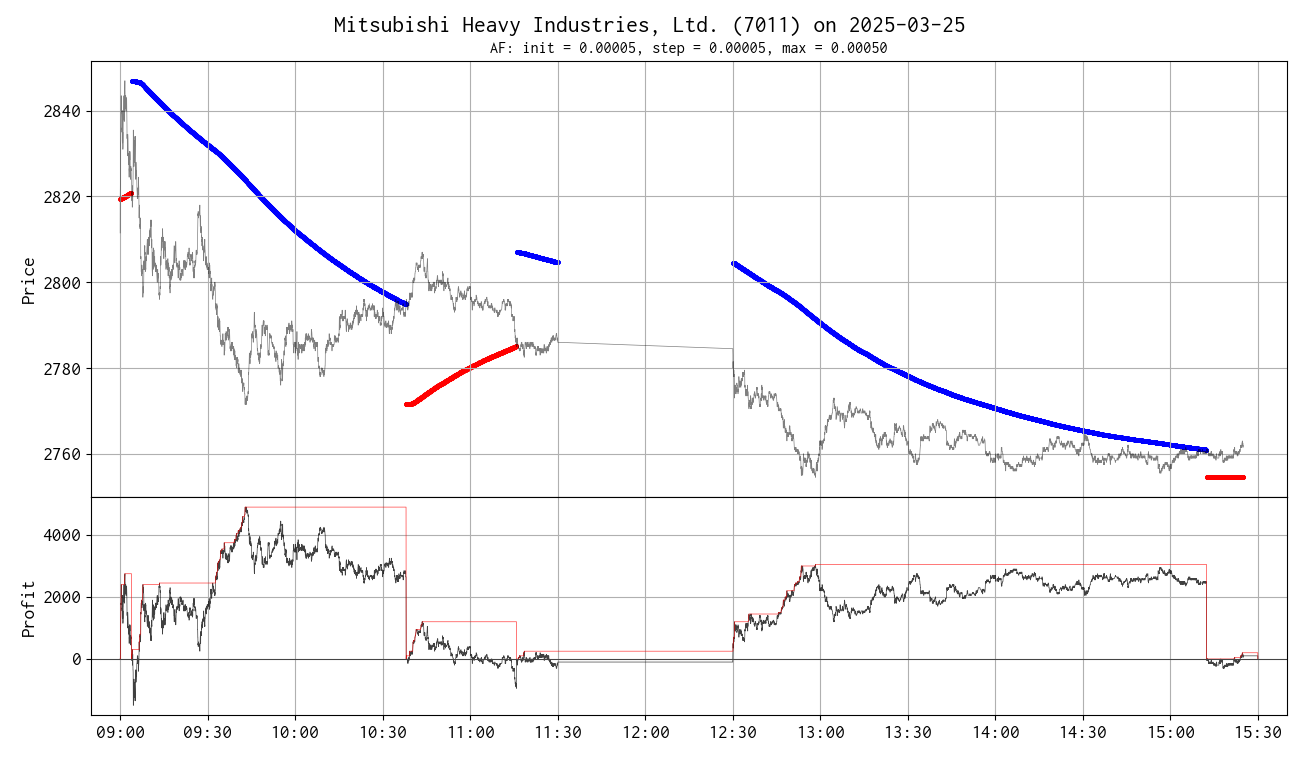 Mitsubishi Heavy Industries, Ltd. (7011) on 2025-03-25
AF: init = 0.00005, step = 0.00005, max = 0.00050
Price
2840
2820
2800
2780
2760
Profit
4000
2000
0
09:00 09:30 10:00 10:30 11:00 11:30 12:00 12:30 13:00 13:30 14:00 14:30 15:00 15:30